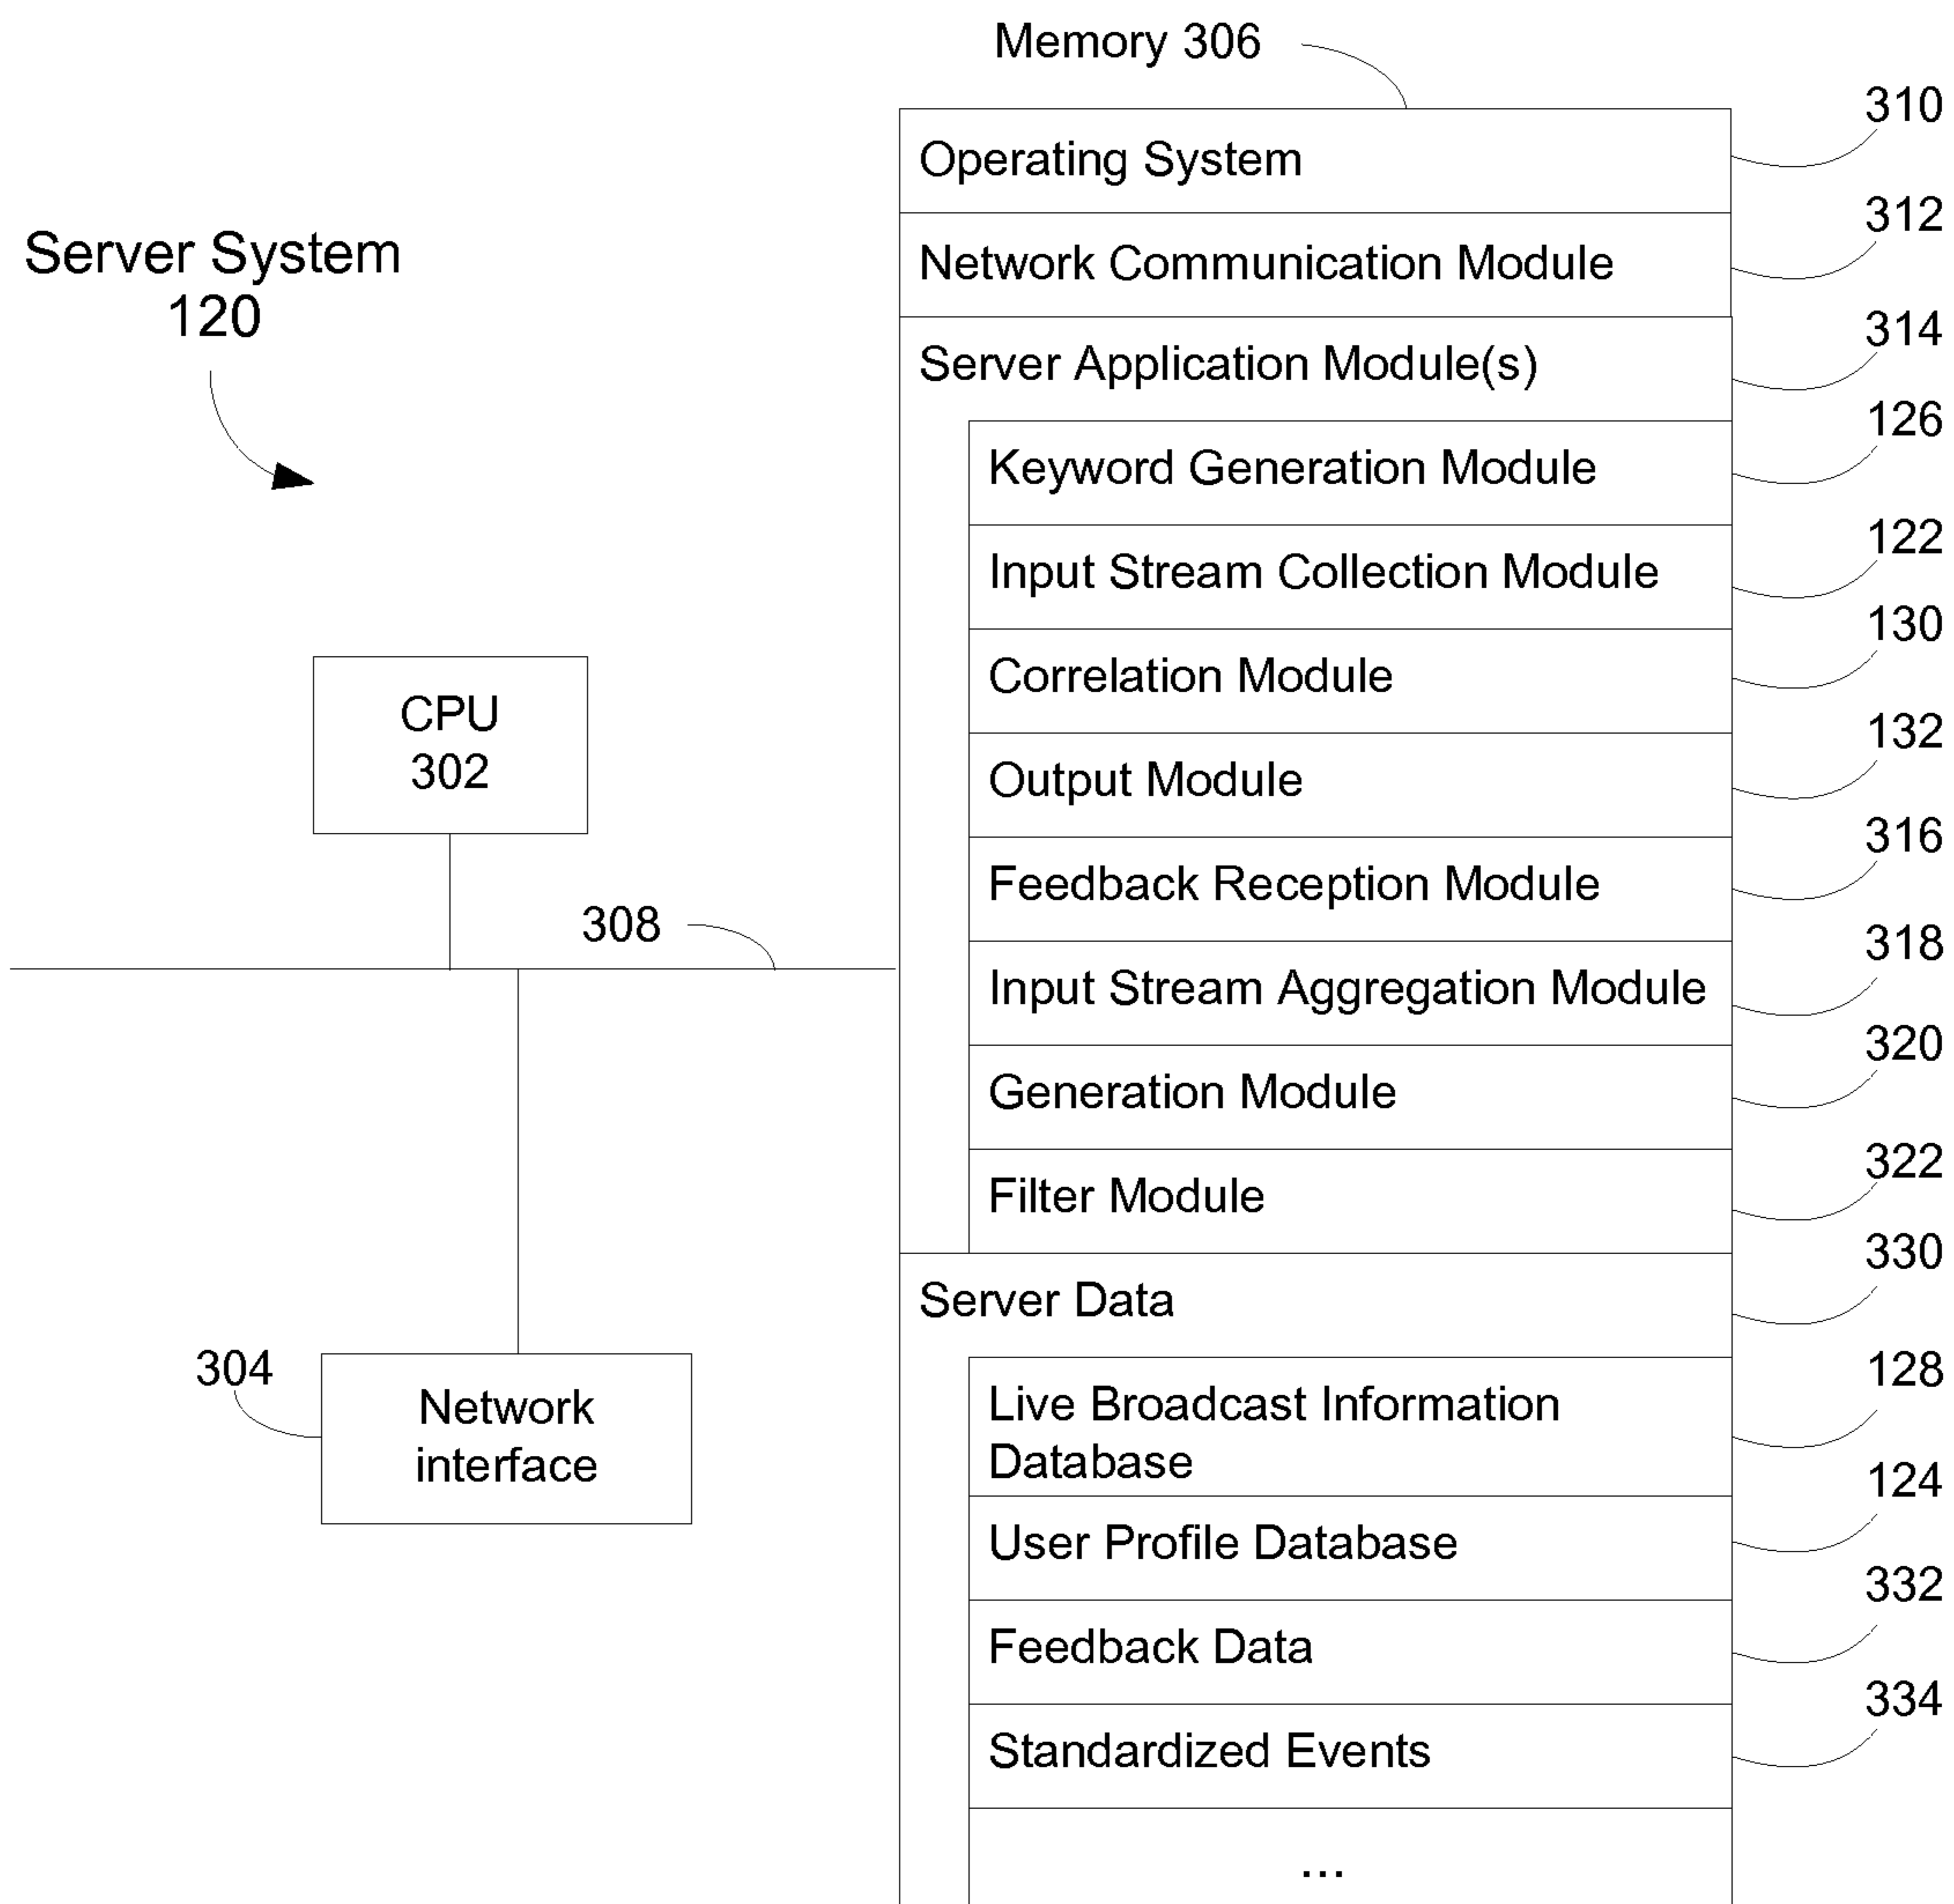 Memory 306
310
Operating System
312
Network Communication Module
Server System
120
314
Server Application Module(s)
126
Keyword Generation Module
122
Input Stream Collection Module
130
Correlation Module
CPU
302
132
Output Module
316
Feedback Reception Module
308
318
Input Stream Aggregation Module
320
Generation Module
322
Filter Module
330
Server Data
304
Network
interface
128
Live Broadcast Information
Database
124
User Profile Database
332
Feedback Data
334
Standardized Events
...